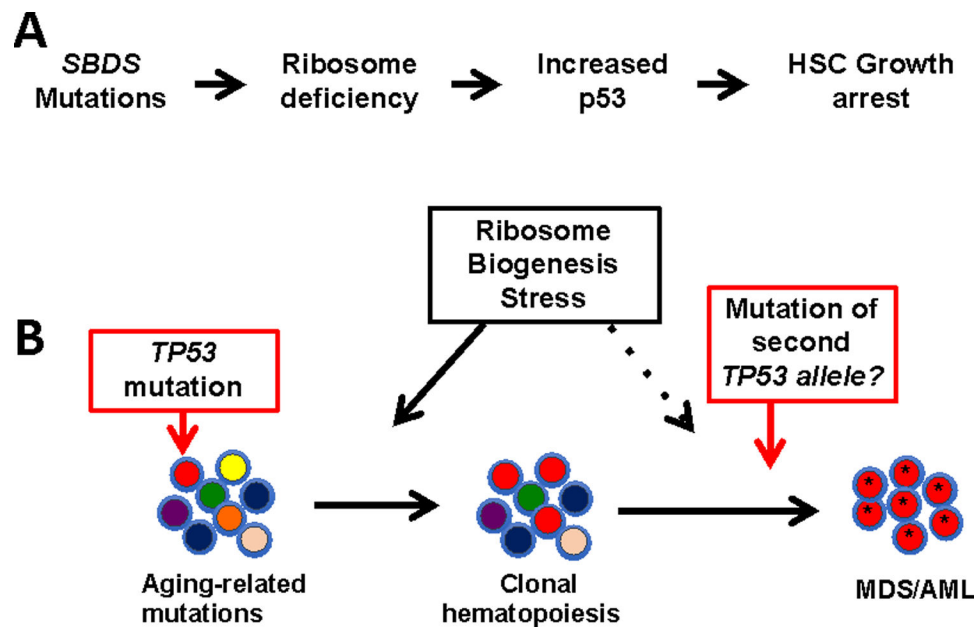 A
SBDS Mutations
Ribosome deficiency
Increased p53
HSC Growth arrest
Ribosome
Biogenesis
Stress
B
TP53
mutation
Mutation of
second
TP53 allele?
* * * * * * *
Aging-related
mutations
Clonal
hematopoiesis
MDS/AML